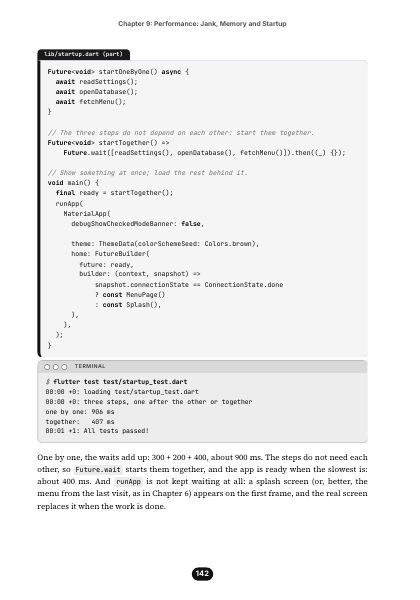 Chapter 9: Performance: Jank, Memory and Startup
lib/startup.dart (part)
Future<void> startOneByOne() async {
  await readSettings();
  await openDatabase();
  await fetchMenu();
}

// The three steps do not depend on each other: start them together.
Future<void> startTogether() =>
    Future.wait([readSettings(), openDatabase(), fetchMenu()]).then((_) {});

// Show something at once; load the rest behind it.
void main() {
  final ready = startTogether();
  runApp(
    MaterialApp(
      debugShowCheckedModeBanner: false,

      theme: ThemeData(colorSchemeSeed: Colors.brown),
      home: FutureBuilder(
        future: ready,
        builder: (context, snapshot) =>
            snapshot.connectionState == ConnectionState.done
            ? const MenuPage()
            : const Splash(),
      ),
    ),
  );
}
TERMINAL
$ flutter test test/startup_test.dart
00:00 +0: loading test/startup_test.dart
00:00 +0: three steps, one after the other or together
one by one: 906 ms
together:   407 ms
00:01 +1: All tests passed!
One by one, the waits add up: 300 + 200 + 400, about 900 ms. The steps do not need each
other, so Future.wait starts them together, and the app is ready when the slowest is:
about 400 ms. And runApp is not kept waiting at all: a splash screen (or, better, the
menu from the last visit, as in Chapter 6) appears on the first frame, and the real screen
replaces it when the work is done.
142